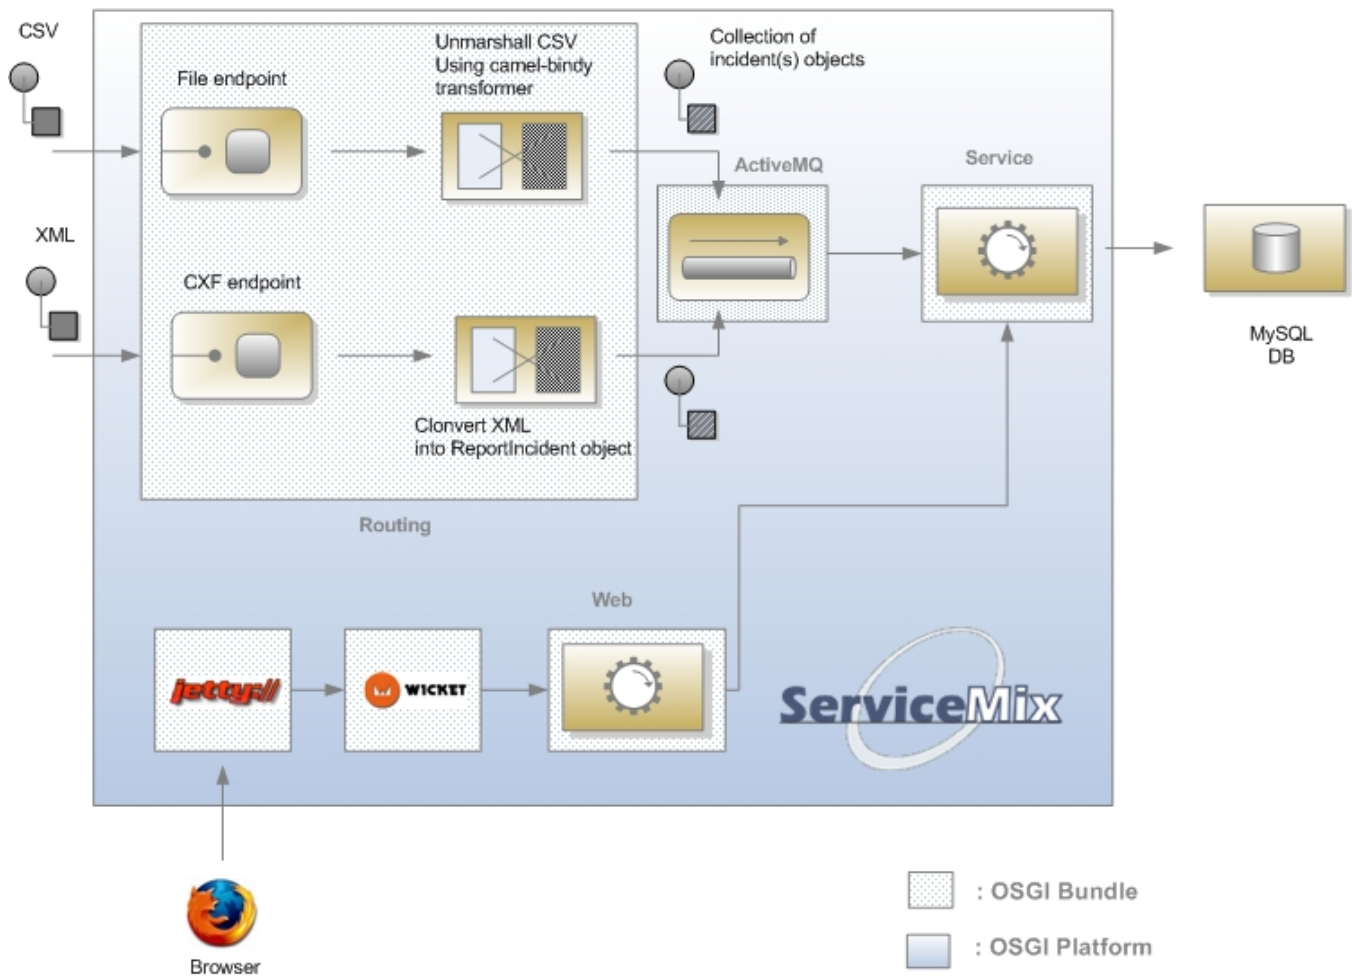 CSV
File endpoint
Unmarshall CSV
Using camel-bindy
transformer
Collection of
incident(s) objects
ActiveMQ
Service
XML
CXF endpoint
Clonvert XML
into ReportIncident object
MySQL
DB
Routing
Web
jetty://
WICKET
ServiceMix
Browser
: OSGI Bundle
: OSGI Platform